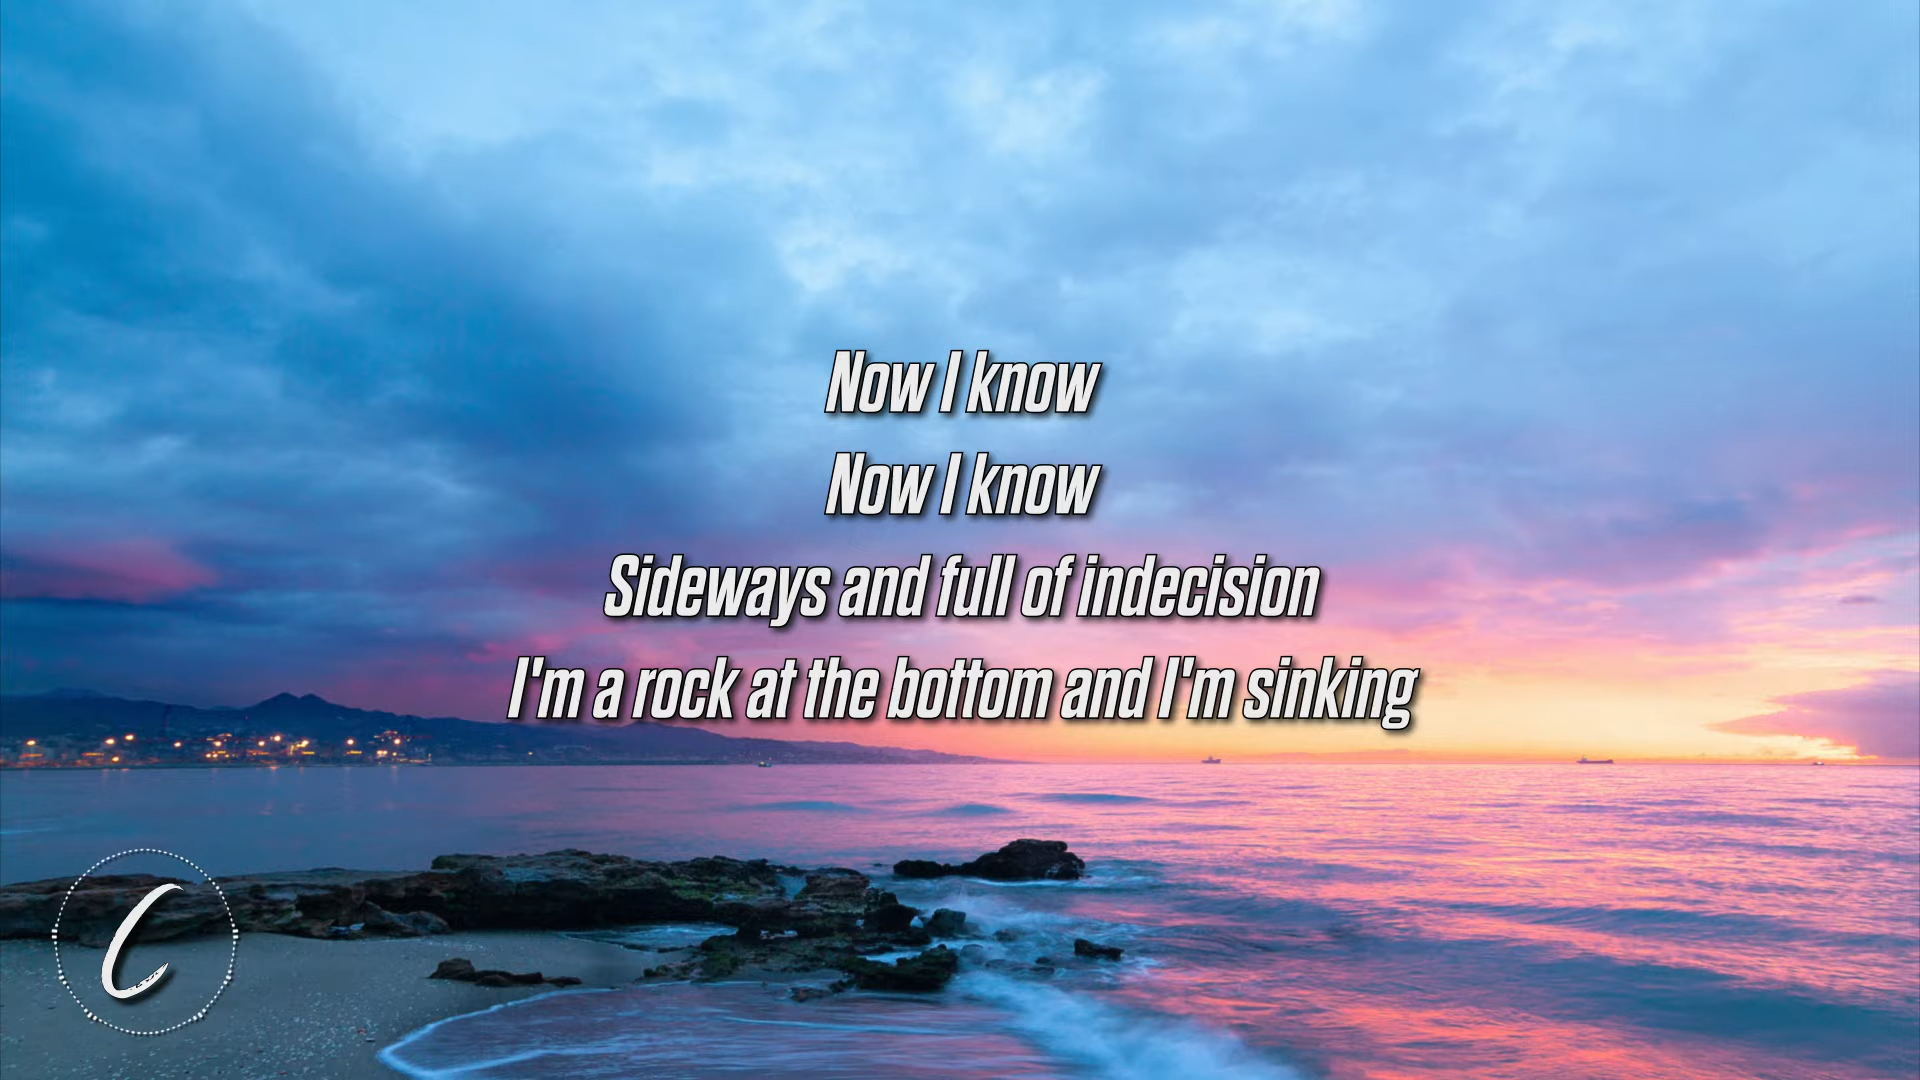 Now I know
Now I know
Sideways and full of indecision
I'm a rock at the bottom and I'm sinking
C